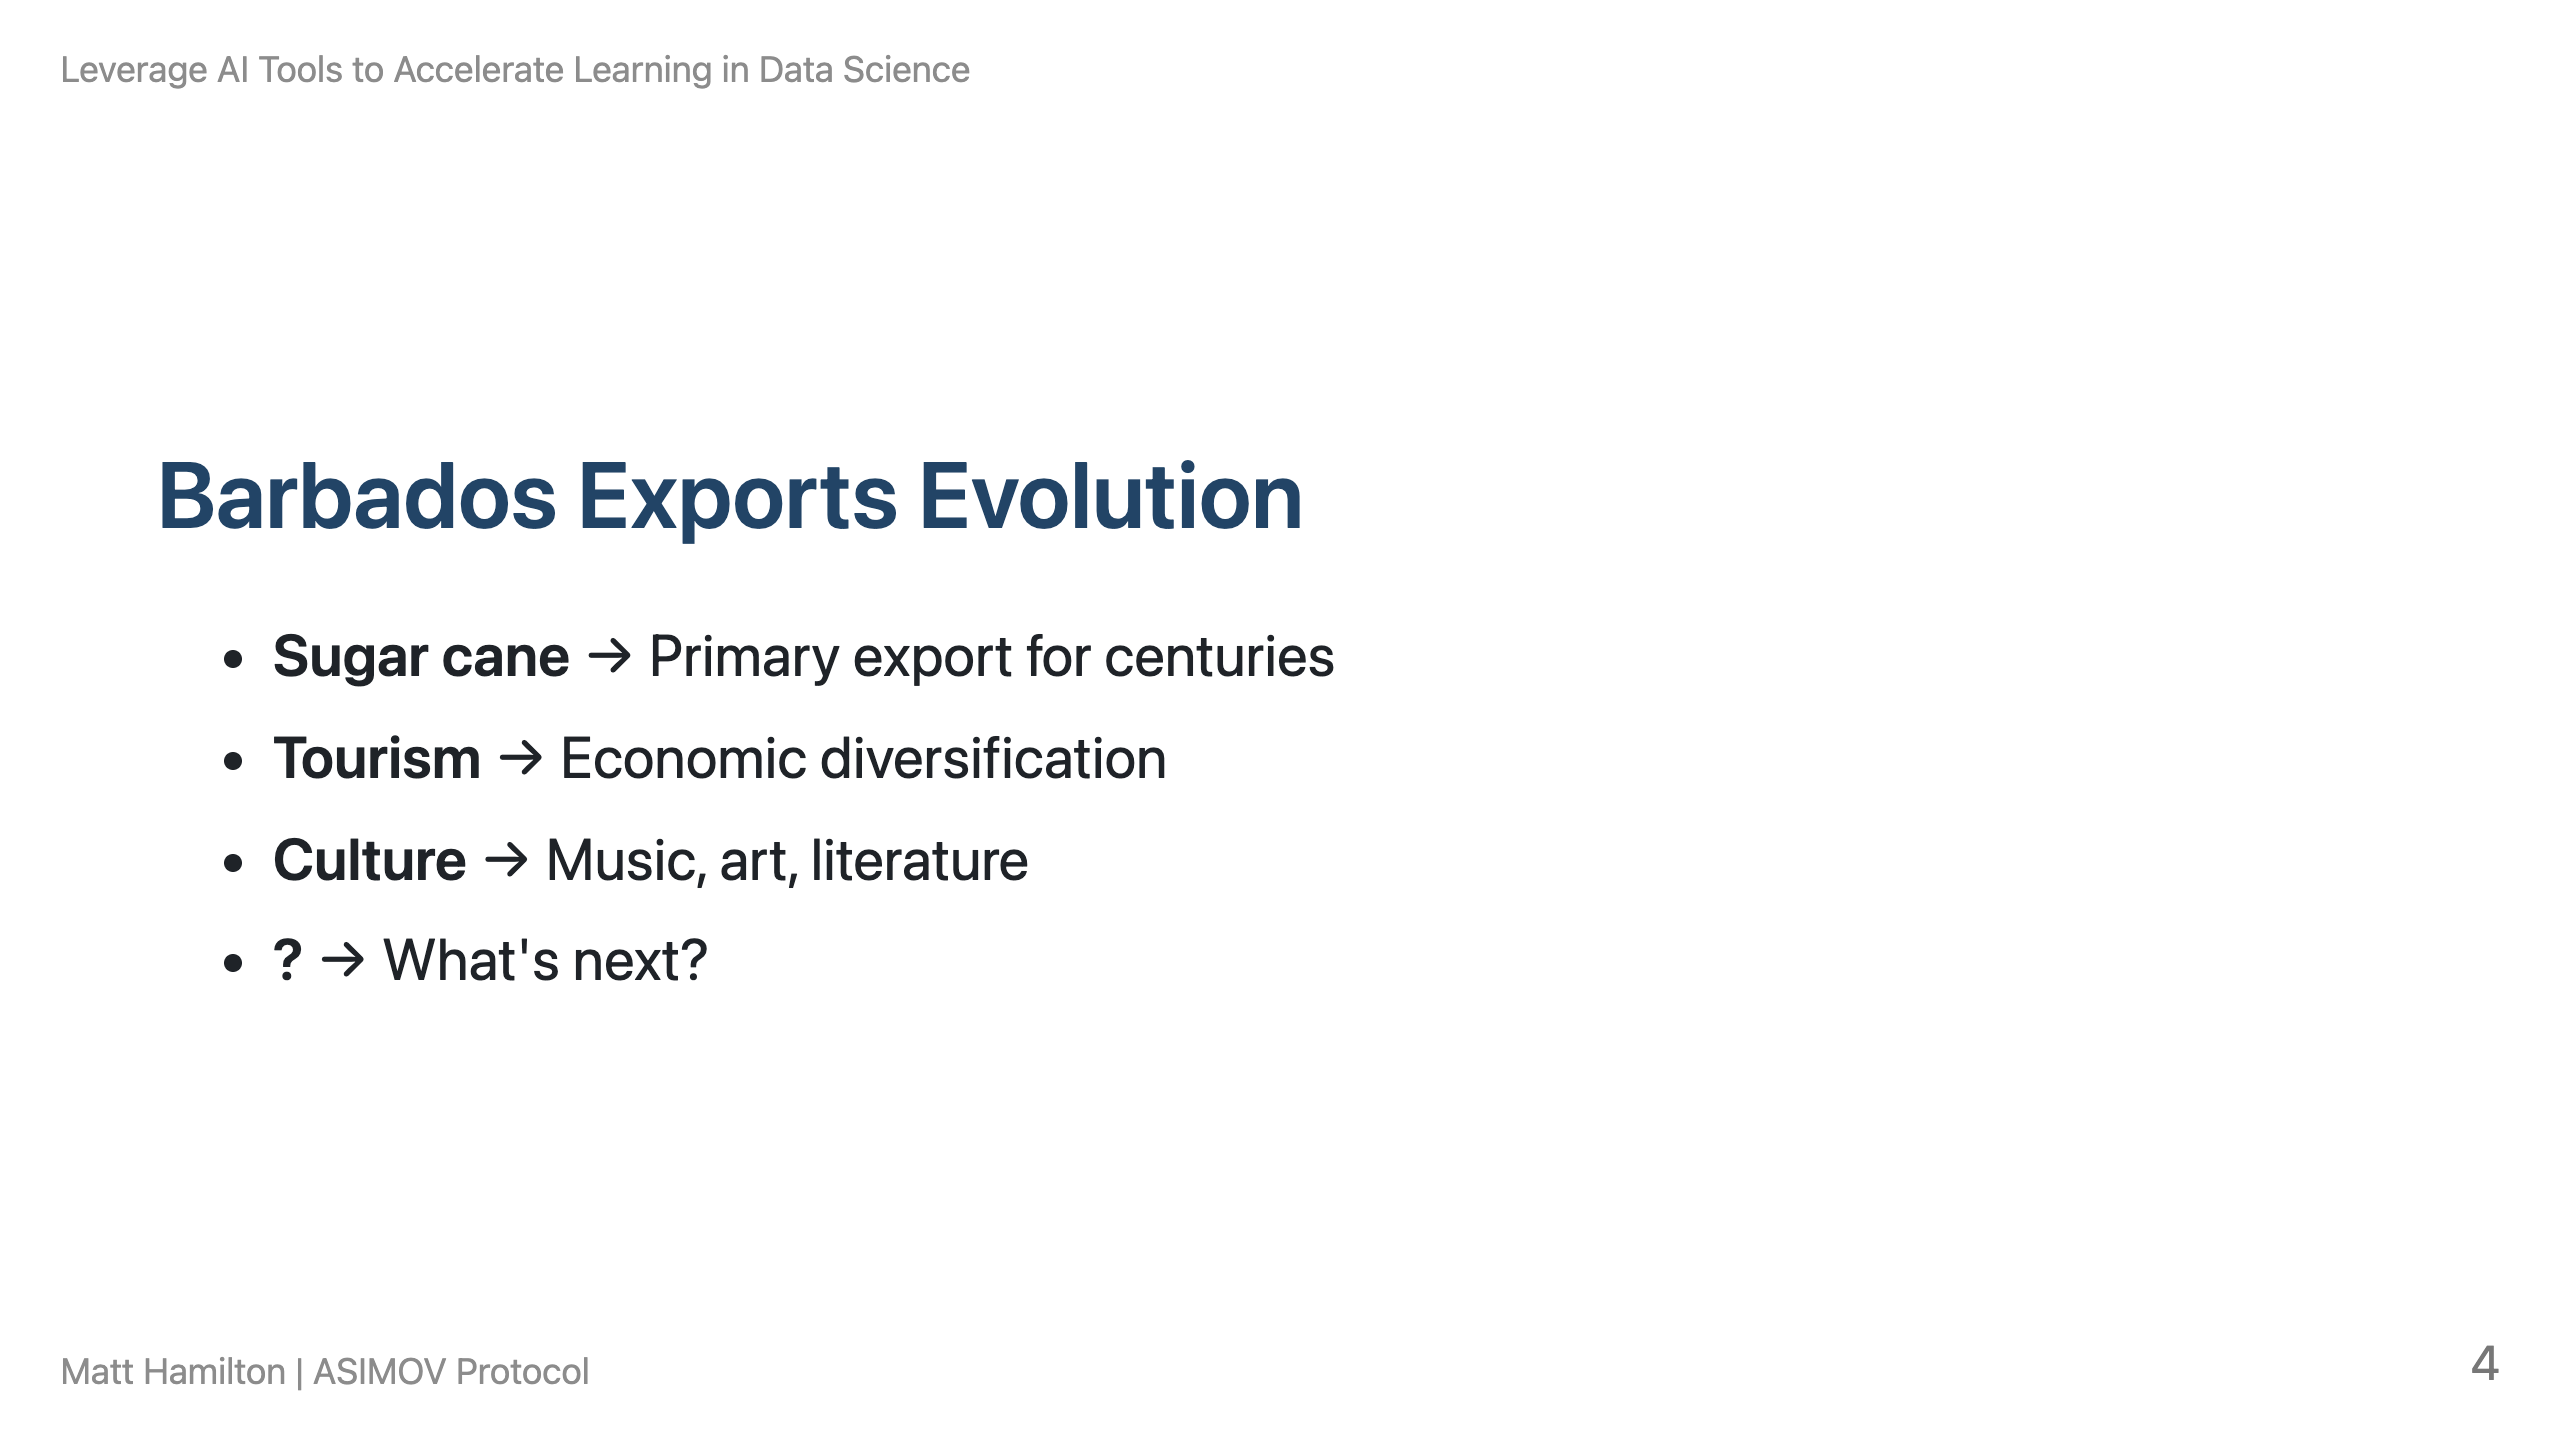 Leverage AI Tools to Accelerate Learning in Data Science
Barbados Exports Evolution
• Sugar cane → Primary export for centuries
• Tourism → Economic diversification
• Culture → Music, art, literature
• ? → What's next?
Matt Hamilton | ASIMOV Protocol
4